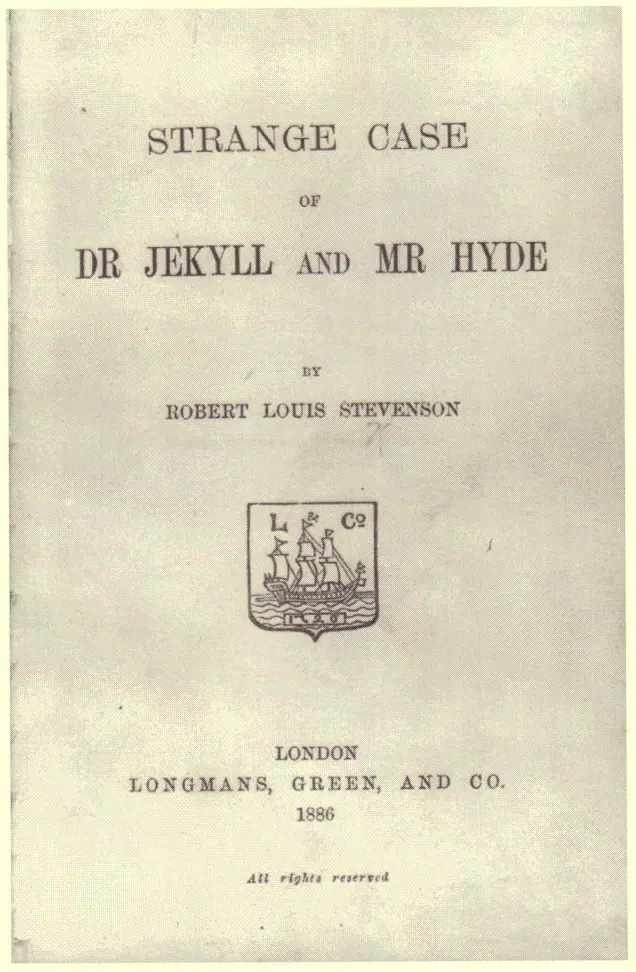 STRANGE CASE
OF
DR JEKYLL AND MR HYDE
BY
ROBERT LOUIS STEVENSON
L Co
LONDON
LONGMANS, GREEN, AND CO.
1886
All rights reserved